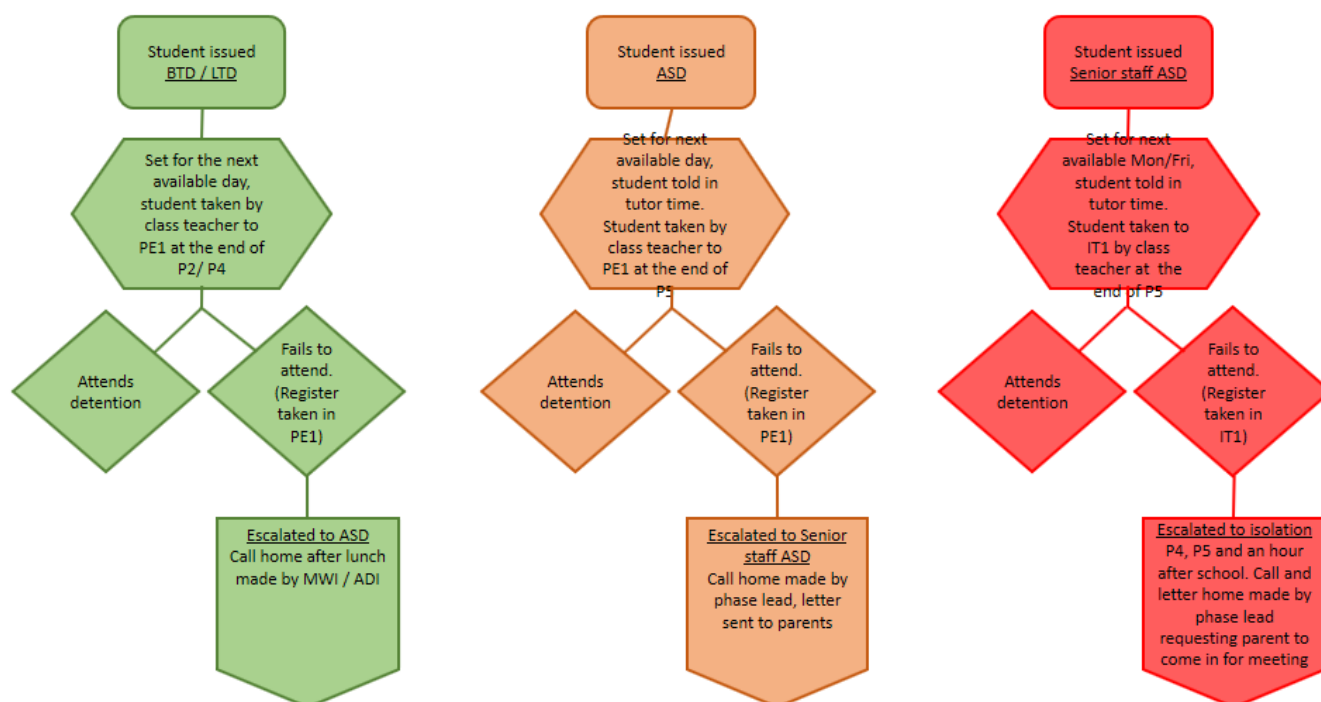 Student issued
BTD / LTD
Set for the next
available day,
student taken by
class teacher to
PE1 at the end of
P2/ P4
Attends
detention
Fails to
attend.
(Register
taken in
PE1)
Escalated to ASD
Call home after lunch
made by MWI / ADI
Student issued
ASD
Set for next
available day,
student told in
tutor time.
Student taken by
class teacher to
PE1 at the end of
P5
Attends
detention
Fails to
attend.
(Register
taken in
PE1)
Escalated to Senior
staff ASD
Call home made by
phase lead, letter
sent to parents
Student issued
Senior staff ASD
Set for next
available Mon/Fri,
student told in
tutor time.
Student taken to
IT1 by class
teacher at the
end of P5
Attends
detention
Fails to
attend.
(Register
taken in
IT1)
Escalated to isolation
P4, P5 and an hour
after school. Call and
letter home made by
phase lead
requesting parent to
come in for meeting